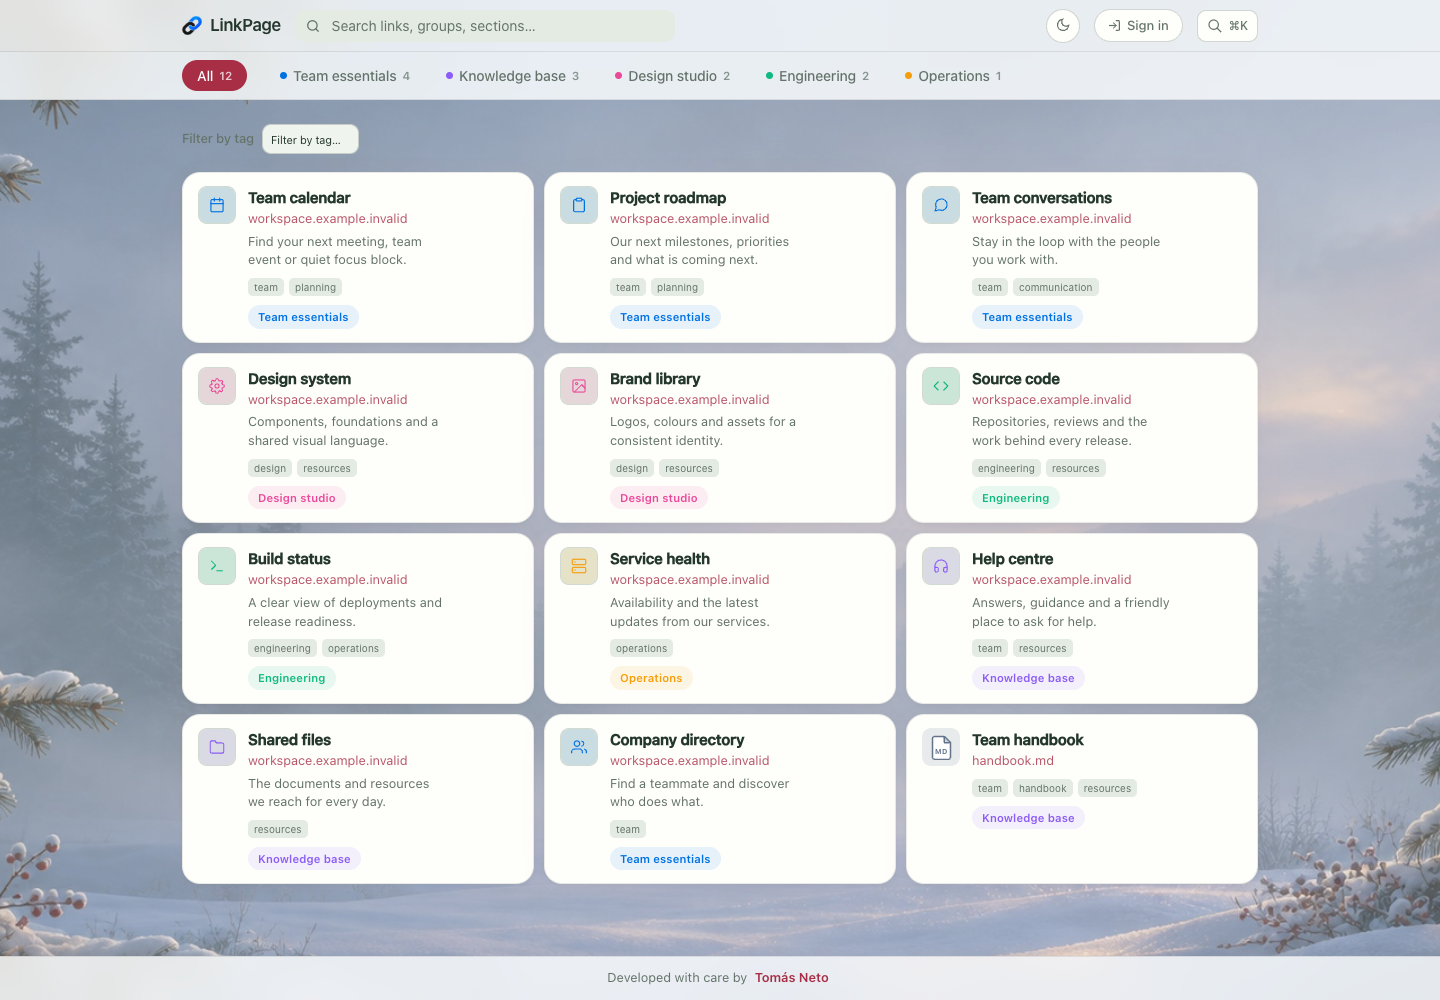 LinkPage
Search links, groups, sections...
Sign in
⌘K
All 12
Team essentials 4
Knowledge base 3
Design studio 2
Engineering 2
Operations 1
Filter by tag
Filter by tag...
Team calendar
workspace.example.invalid
Find your next meeting, team
event or quiet focus block.
team planning
Team essentials
Project roadmap
workspace.example.invalid
Our next milestones, priorities
and what is coming next.
team planning
Team essentials
Team conversations
workspace.example.invalid
Stay in the loop with the people
you work with.
team communication
Team essentials
Design system
workspace.example.invalid
Components, foundations and a
shared visual language.
design resources
Design studio
Brand library
workspace.example.invalid
Logos, colours and assets for a
consistent identity.
design resources
Design studio
Source code
workspace.example.invalid
Repositories, reviews and the
work behind every release.
engineering resources
Engineering
Build status
workspace.example.invalid
A clear view of deployments and
release readiness.
engineering operations
Engineering
Service health
workspace.example.invalid
Availability and the latest
updates from our services.
operations
Operations
Help centre
workspace.example.invalid
Answers, guidance and a friendly
place to ask for help.
team resources
Knowledge base
Shared files
workspace.example.invalid
The documents and resources
we reach for every day.
resources
Knowledge base
Company directory
workspace.example.invalid
Find a teammate and discover
who does what.
team
Team essentials
MD
Team handbook
handbook.md
team handbook resources
Knowledge base
Developed with care by Tomás Neto